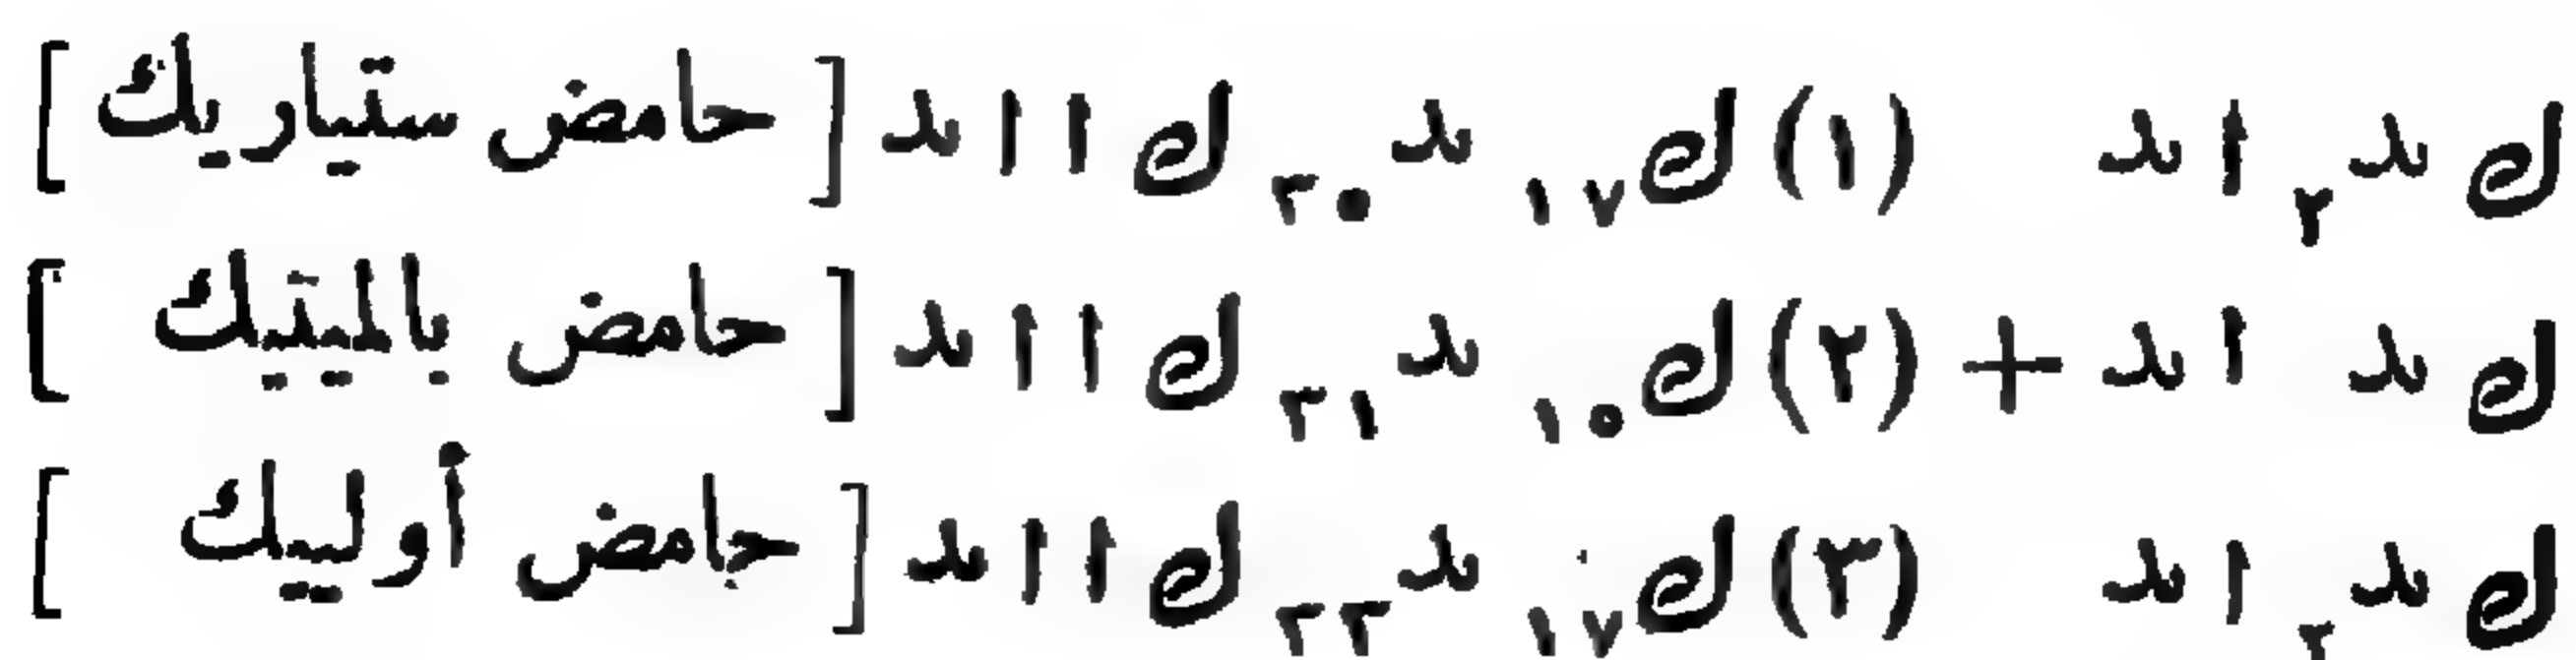 ك يد٢ ا يد (١) ك١٧ يد٣٥ ك ا ا يد [ حامض ستياريك ]
ك يد ا يد + (٢) ك١٥ يد٣١ ك ا ا يد [ حامض بالميتيك ]
ك يد٢ ا يد (٣) ك١٧ يد٣٣ ك ا ا يد [ حامض أولييك ]